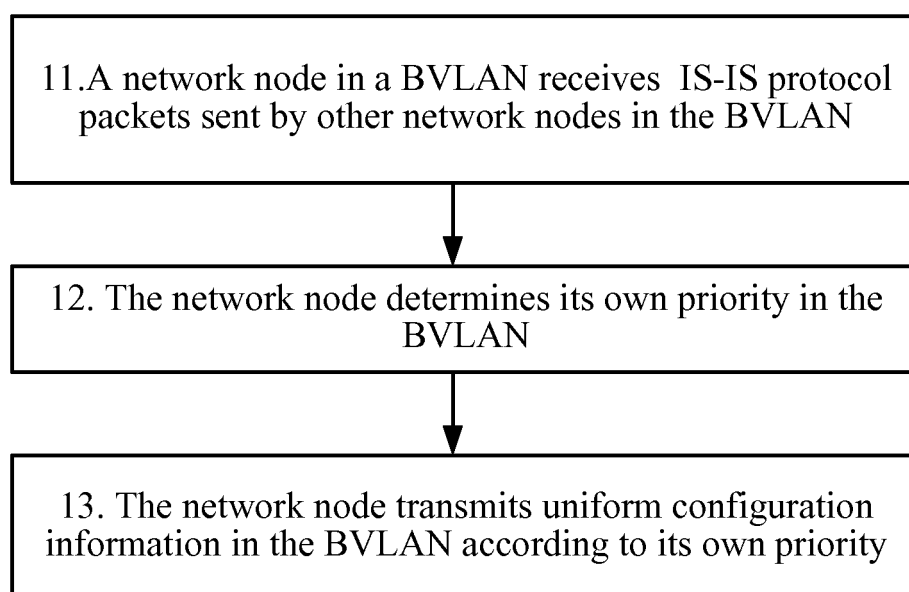 11.A network node in a BVLAN receives IS-IS protocol
packets sent by other network nodes in the BVLAN
12. The network node determines its own priority in the
BVLAN
13. The network node transmits uniform configuration
information in the BVLAN according to its own priority